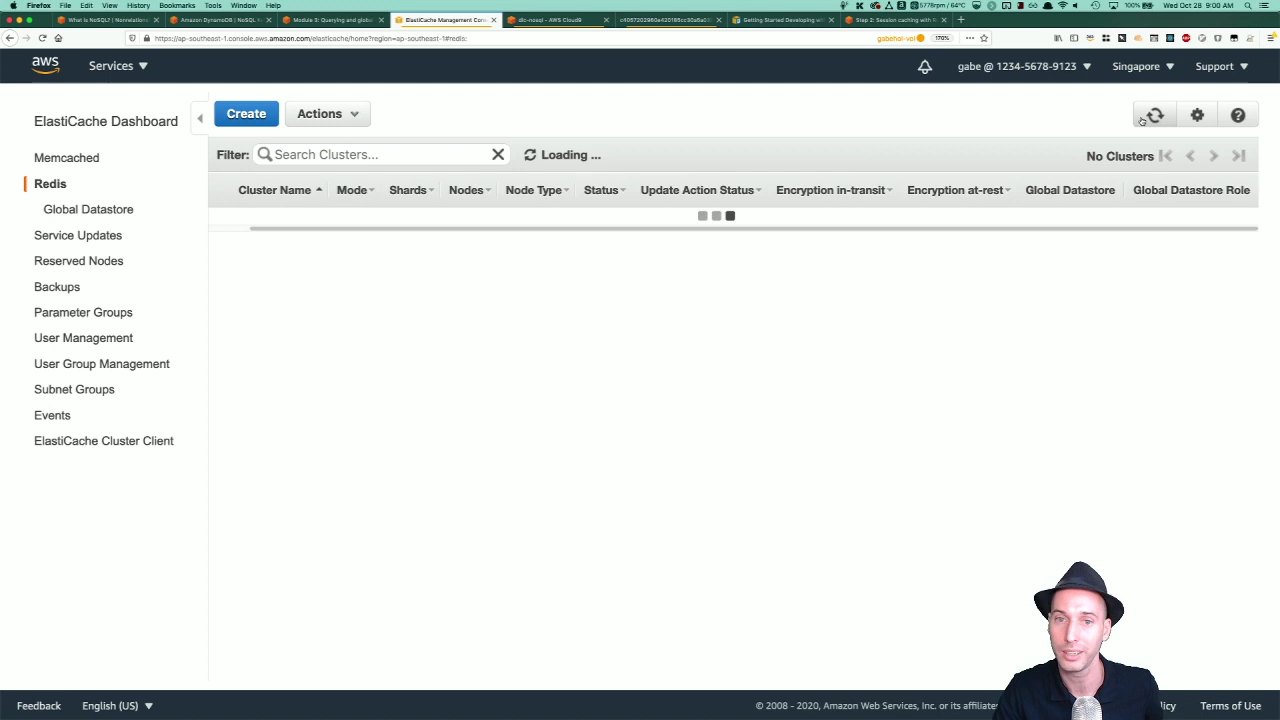 Firefox File Edit View History Bookmarks Tools Window Help
5778rpm / 64°C 100% Wed Oct 28 9:00 AM
What Is NoSQL? | Nonrelation
Amazon DynamoDB | NoSQL K
Module 3: Querying and global
ElastiCache Management Con
dlc-nosql - AWS Cloud9
Getting Started Developing wit
Step 2: Session caching with R
https://ap-southeast-1.console.aws.amazon.com/elasticache/home?region=ap-southeast-1#redis:
170%
aws
Services
gabe @ 1234-5678-9123
Singapore
Support
ElastiCache Dashboard
Create
Actions
Filter:
Search Clusters...
Loading ...
No Clusters
Memcached
Redis
Global Datastore
Service Updates
Reserved Nodes
Backups
Parameter Groups
User Management
User Group Management
Subnet Groups
Events
ElastiCache Cluster Client
Cluster Name Mode Shards Nodes Node Type Status Update Action Status Encryption in-transit Encryption at-rest Global Datastore Global Datastore Role
Feedback
English (US)
© 2008 - 2020, Amazon Web Services, Inc. or its affiliates
licy
Terms of Use